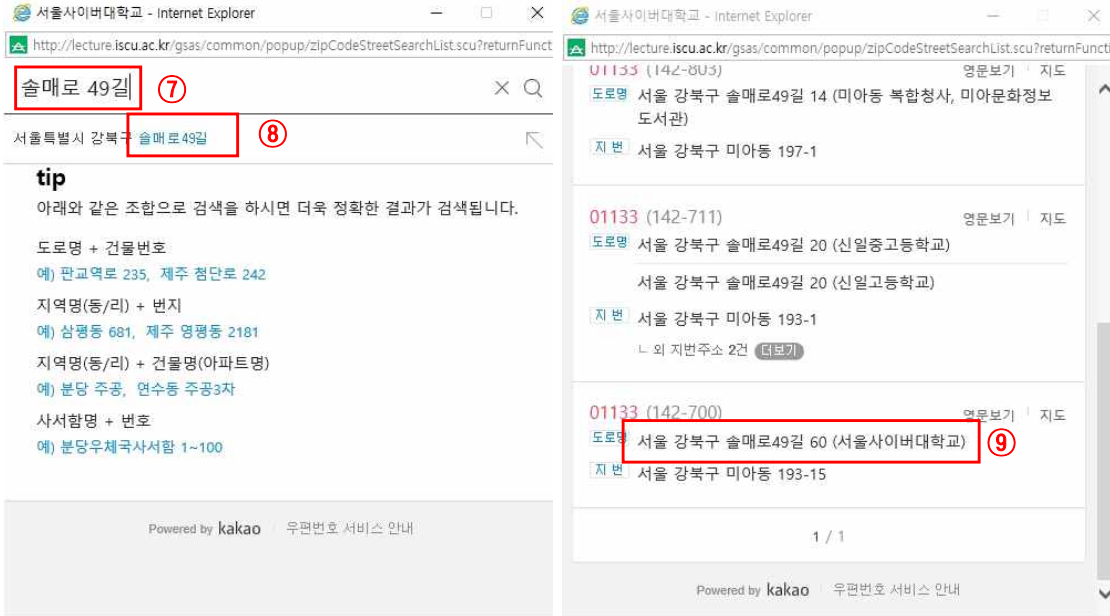 서울사이버대학교 - Internet Explorer
http://lecture.iscu.ac.kr/gsas/common/popup/zipCodeStreetSearchList.scu?returnFunct
솔매로 49길
⑦
서울특별시 강북구 솔매로49길
⑧
tip
아래와 같은 조합으로 검색을 하시면 더욱 정확한 결과가 검색됩니다.
도로명 + 건물번호
예) 판교역로 235, 제주 첨단로 242
지역명(동/리) + 번지
예) 삼평동 681, 제주 영평동 2181
지역명(동/리) + 건물명(아파트명)
예) 분당 주공, 연수동 주공3차
사서함명 + 번호
예) 분당우체국사서함 1~100
Powered by kakao 우편번호 서비스 안내
서울사이버대학교 - Internet Explorer
http://lecture.iscu.ac.kr/gsas/common/popup/zipCodeStreetSearchList.scu?returnFuncti
01133 (142-803) 영문보기 지도
도로명 서울 강북구 솔매로49길 14 (미아동 복합청사, 미아문화정보
도서관)
지번 서울 강북구 미아동 197-1
01133 (142-711) 영문보기 지도
도로명 서울 강북구 솔매로49길 20 (신일중고등학교)
서울 강북구 솔매로49길 20 (신일고등학교)
지번 서울 강북구 미아동 193-1
ㄴ 외 지번주소 2건 더보기
01133 (142-700) 영문보기 지도
도로명 서울 강북구 솔매로49길 60 (서울사이버대학교)
⑨
지번 서울 강북구 미아동 193-15
1 / 1
Powered by kakao 우편번호 서비스 안내